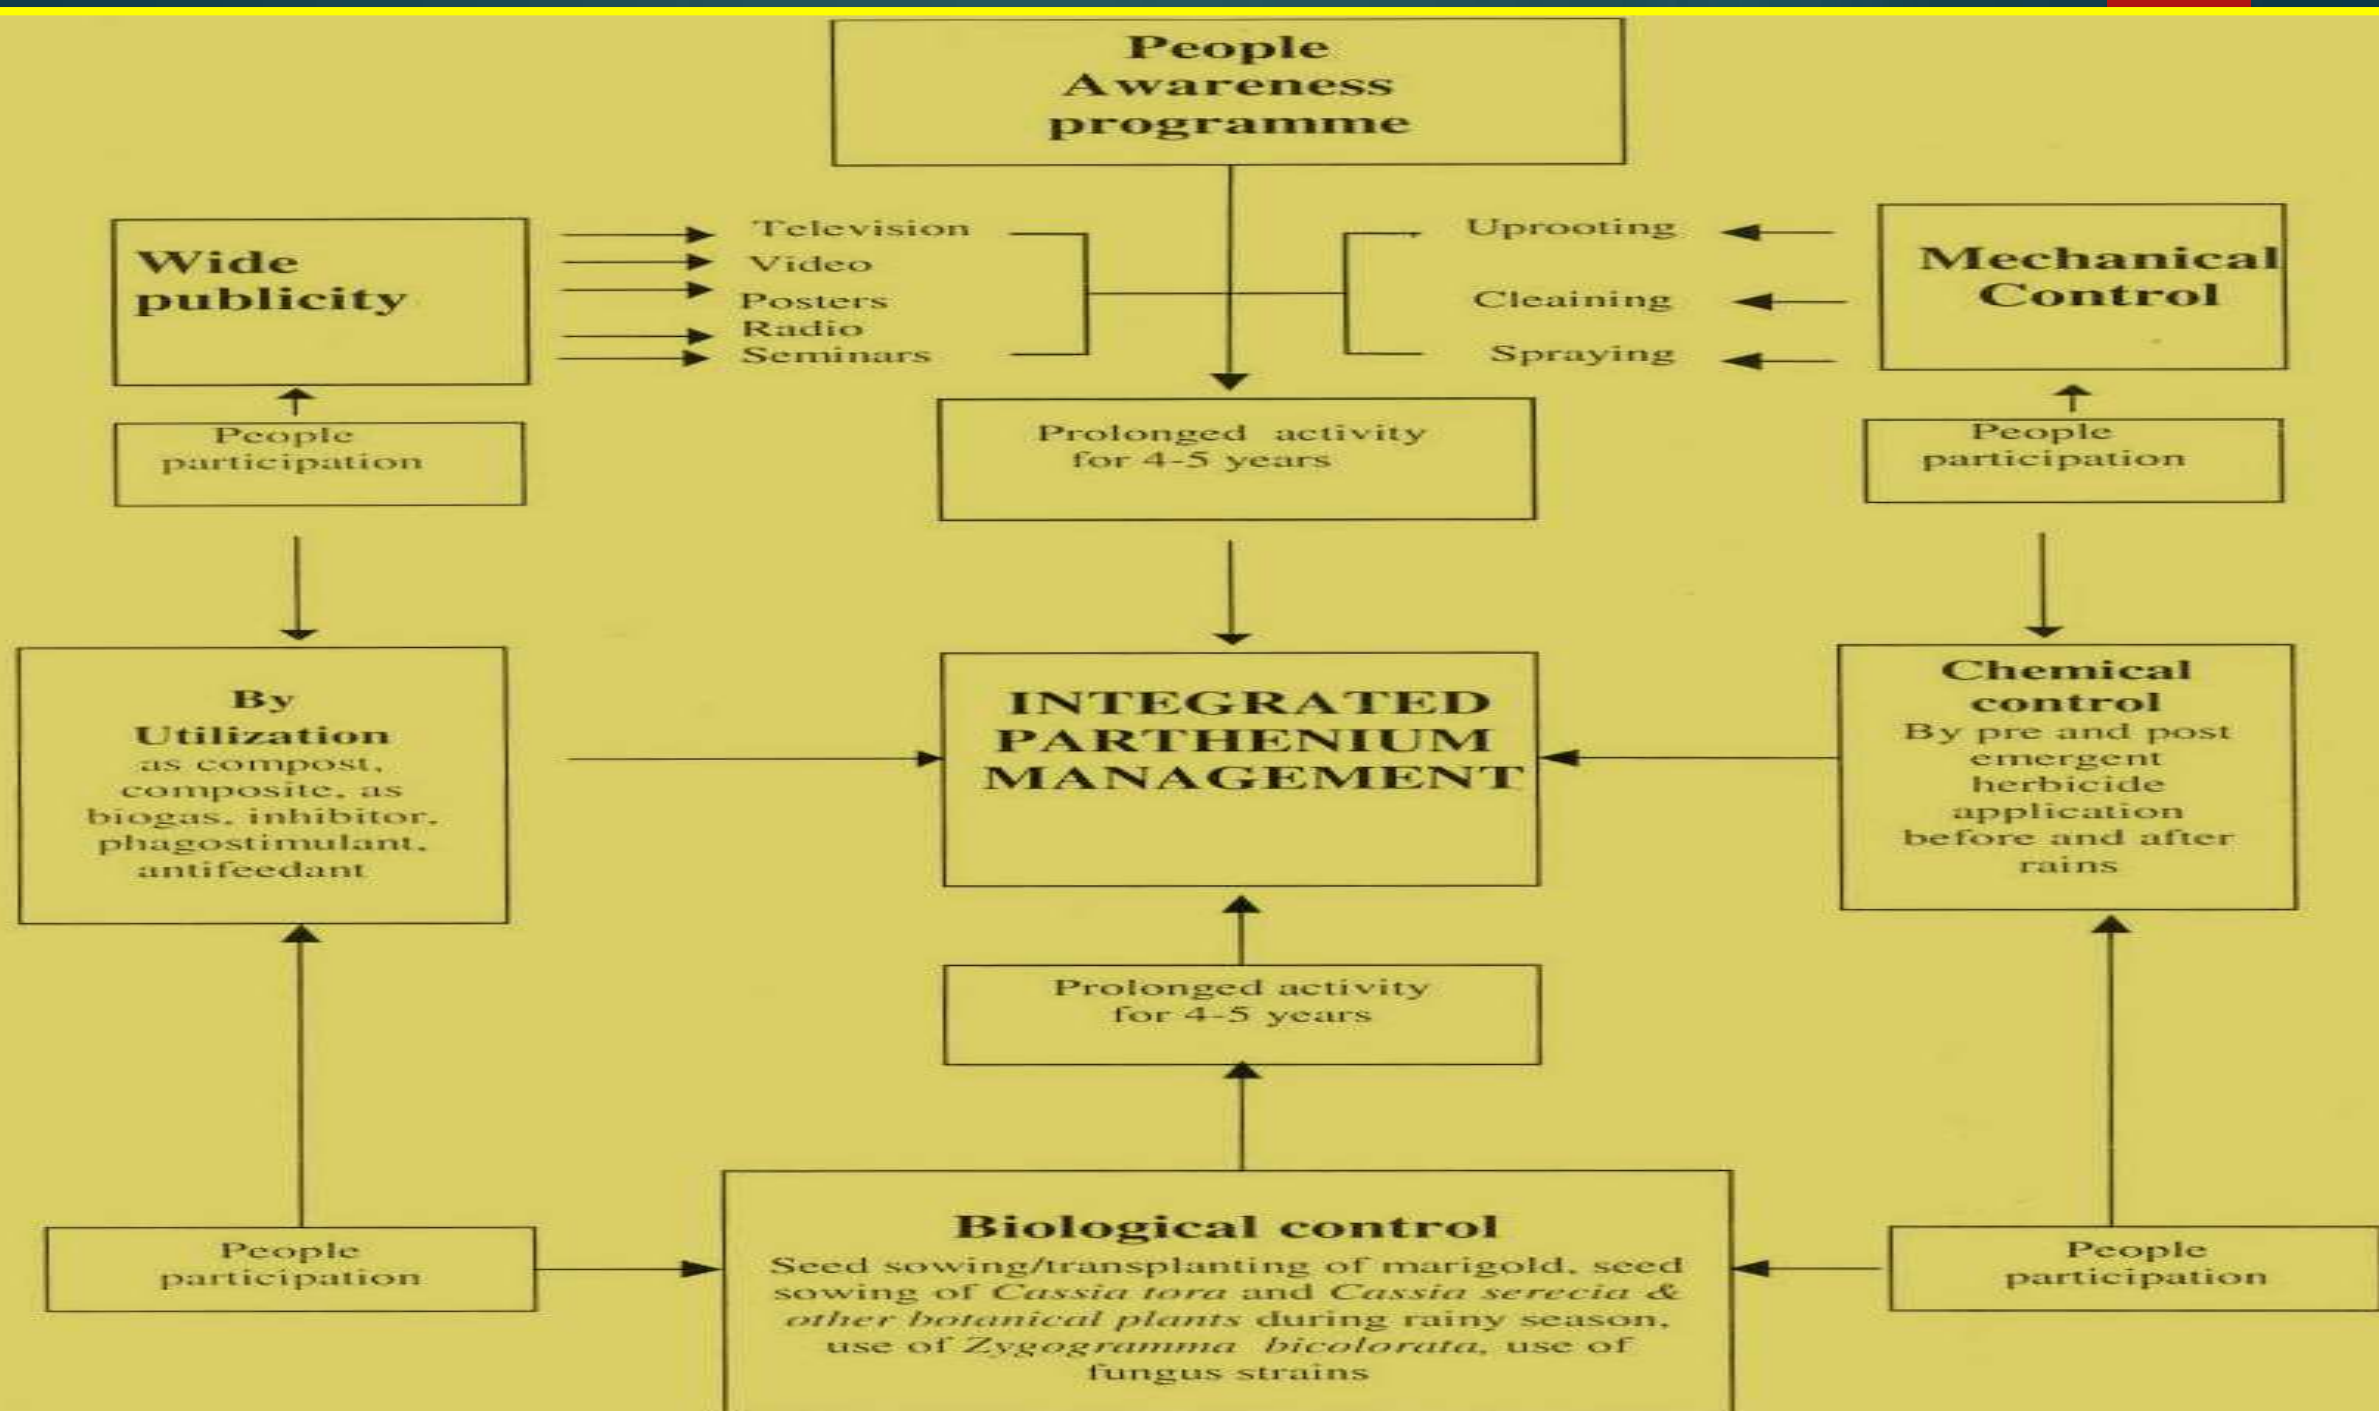 People
Awareness
programme
Wide
publicity
Television
Video
Posters
Radio
Seminars
Uprooting
Cleaining
Spraying
Mechanical
Control
People
participation
Prolonged activity
for 4-5 years
People
participation
By
Utilization
as compost,
composite, as
biogas, inhibitor,
phagostimulant,
antifeedant
INTEGRATED
PARTHENIUM
MANAGEMENT
Chemical
control
By pre and post
emergent
herbicide
application
before and after
rains
Prolonged activity
for 4-5 years
People
participation
Biological control
Seed sowing/transplanting of marigold, seed
sowing of Cassia tora and Cassia serecia &
other botanical plants during rainy season,
use of Zygogramma bicolorata, use of
fungus strains
People
participation